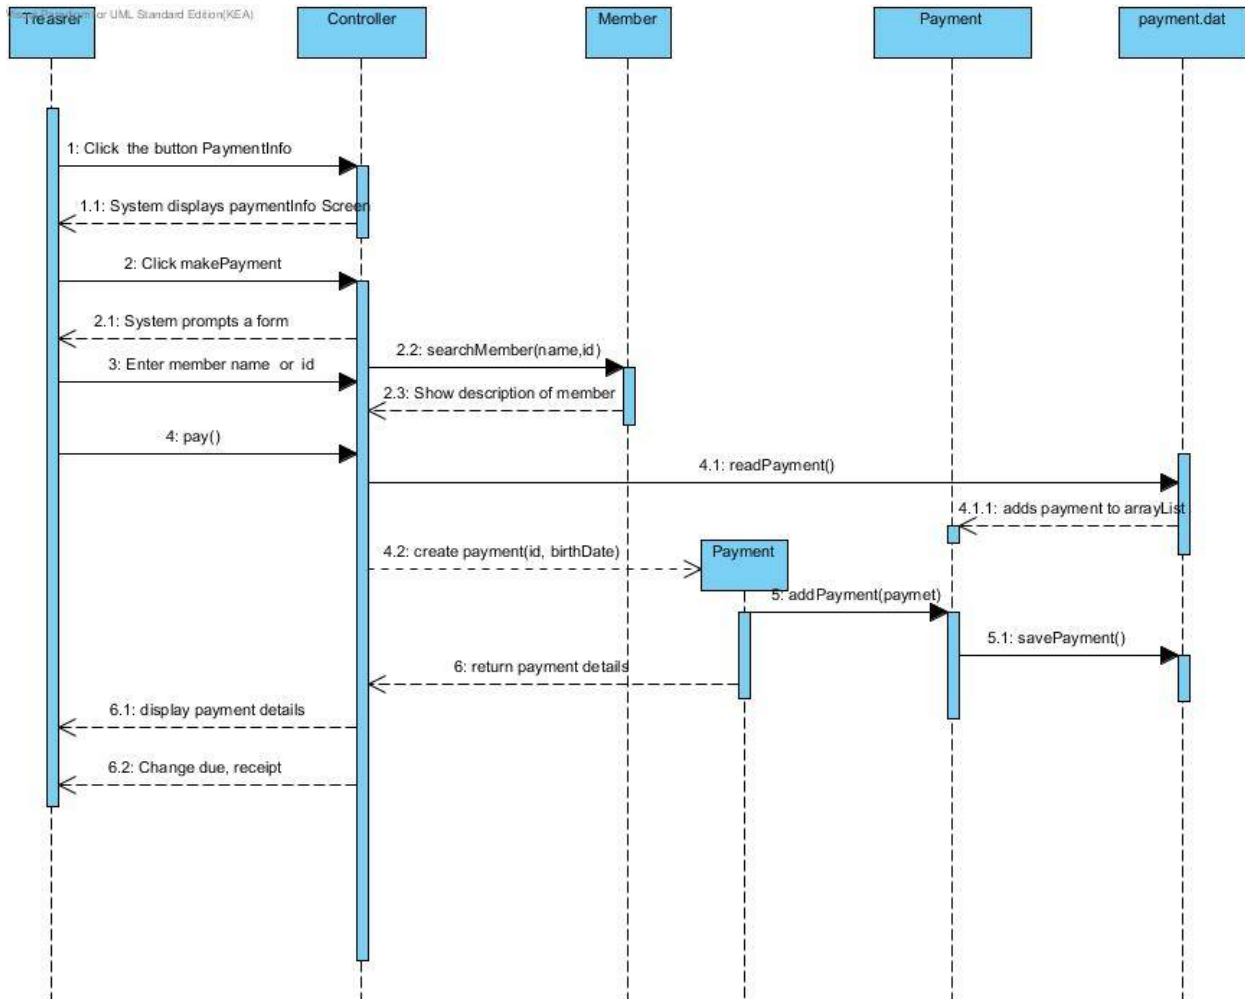 Visual Paradigm for UML Standard Edition(KEA)
Treasrer
Controller
Member
Payment
payment.dat
1: Click the button PaymentInfo
1.1: System displays paymentInfo Screen
2: Click makePayment
2.1: System prompts a form
2.2: searchMember(name,id)
3: Enter member name or id
2.3: Show description of member
4: pay()
4.1: readPayment()
4.1.1: adds payment to arrayList
4.2: create payment(id, birthDate)
Payment
5: addPayment(paymet)
5.1: savePayment()
6: return payment details
6.1: display payment details
6.2: Change due, receipt